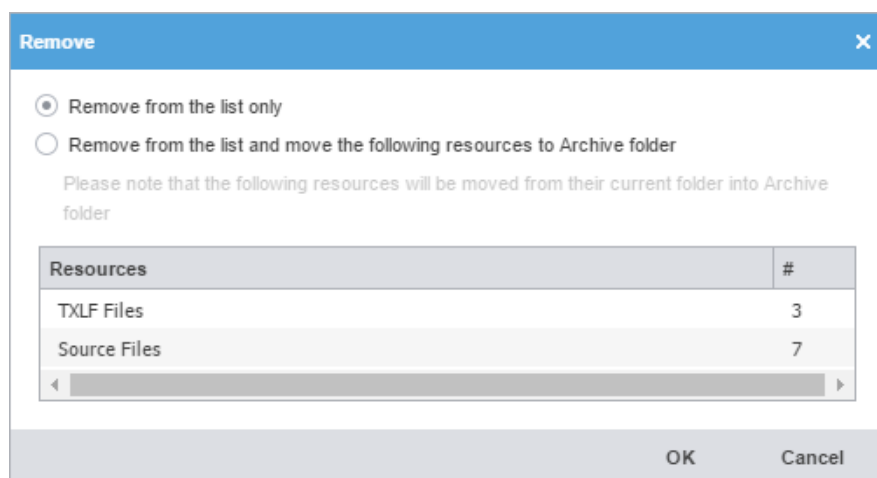 Remove
Remove from the list only
Remove from the list and move the following resources to Archive folder
Please note that the following resources will be moved from their current folder into Archive
folder
Resources #
TXLF Files 3
Source Files 7
OK Cancel